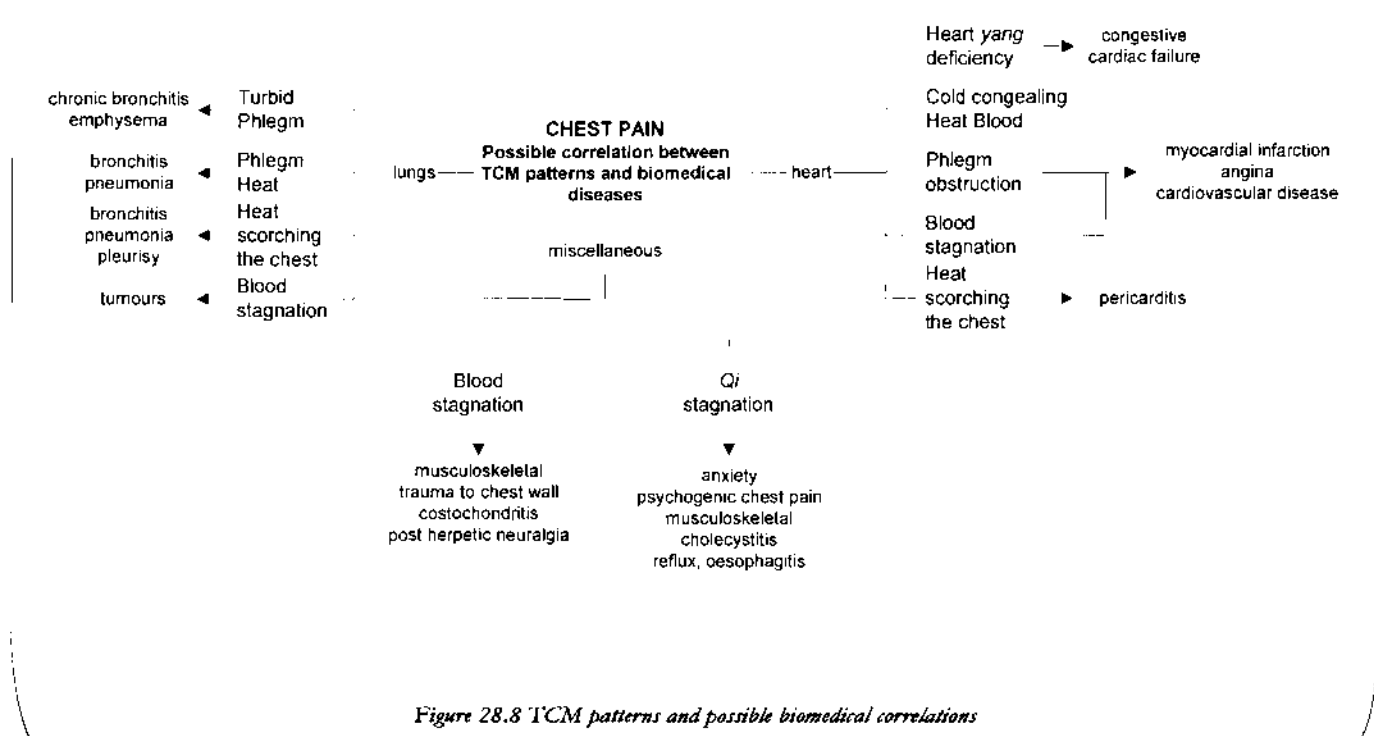 CHEST PAIN
Possible correlation between
TCM patterns and biomedical
diseases
lungs
chronic bronchitis
emphysema
Turbid
Phlegm
bronchitis
pneumonia
Phlegm
Heat
bronchitis
pneumonia
pleurisy
Heat
scorching
the chest
tumours
Blood
stagnation
heart
Heart yang
deficiency
congestive
cardiac failure
Cold congealing
Heat Blood
Phlegm
obstruction
myocardial infarction
angina
cardiovascular disease
Blood
stagnation
Heat
scorching
the chest
pericarditis
miscellaneous
Blood
stagnation
musculoskeletal
trauma to chest wall
costochondritis
post herpetic neuralgia
Qi
stagnation
anxiety
psychogenic chest pain
musculoskeletal
cholecystitis
reflux, oesophagitis
Figure 28.8 TCM patterns and possible biomedical correlations